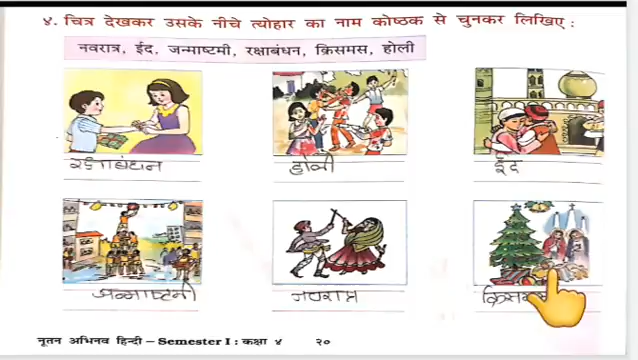 ४. चित्र देखकर उसके नीचे त्योहार का नाम कोष्ठक से चुनकर लिखिए :
नवरात्र, ईद, जन्माष्टमी, रक्षाबंधन, क्रिसमस, होली
रक्षाबंधन होली ईद
जन्माष्टमी नवरात्र
नूतन अभिनव हिन्दी – Semester I : कक्षा ४ २०